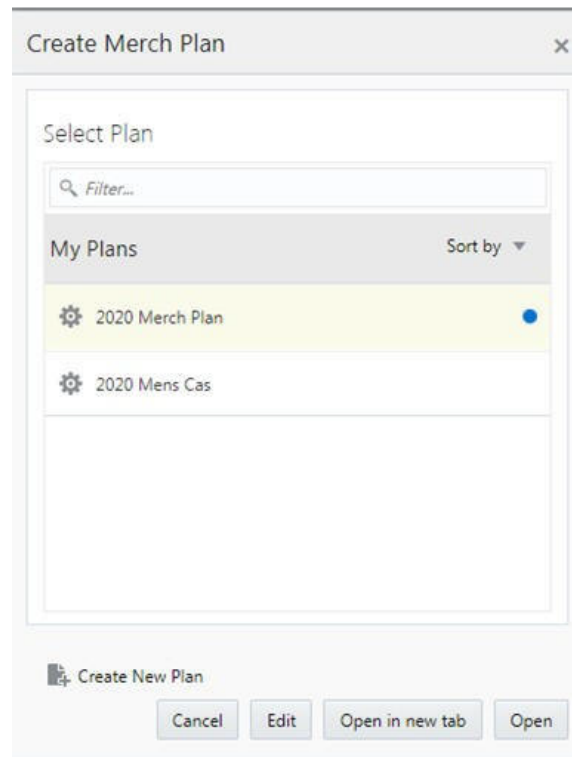 Create Merch Plan
Select Plan
Filter...
My Plans Sort by
2020 Merch Plan
2020 Mens Cas
Create New Plan
Cancel Edit Open in new tab Open